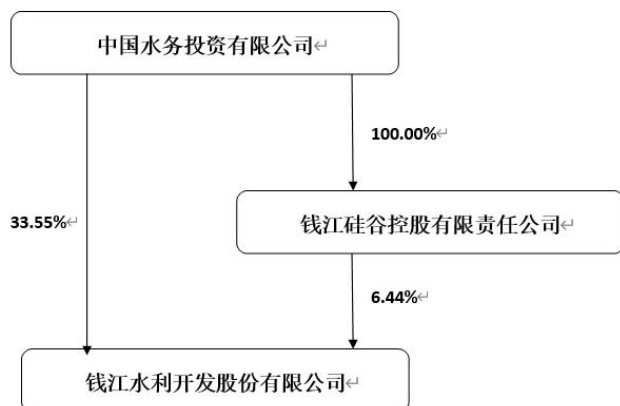 中国水务投资有限公司
100.00%
33.55%
钱江硅谷控股有限责任公司
6.44%
钱江水利开发股份有限公司